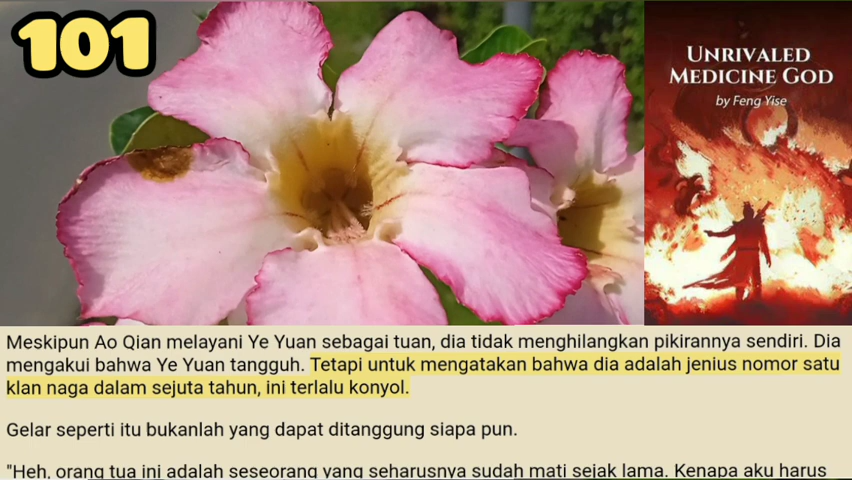 101
UNRIVALED
MEDICINE GOD
by Feng Yise
Meskipun Ao Qian melayani Ye Yuan sebagai tuan, dia tidak menghilangkan pikirannya sendiri. Dia
mengakui bahwa Ye Yuan tangguh. Tetapi untuk mengatakan bahwa dia adalah jenius nomor satu
klan naga dalam sejuta tahun, ini terlalu konyol.
Gelar seperti itu bukanlah yang dapat ditanggung siapa pun.
"Heh, orang tua ini adalah seseorang yang seharusnya sudah mati sejak lama. Kenapa aku harus